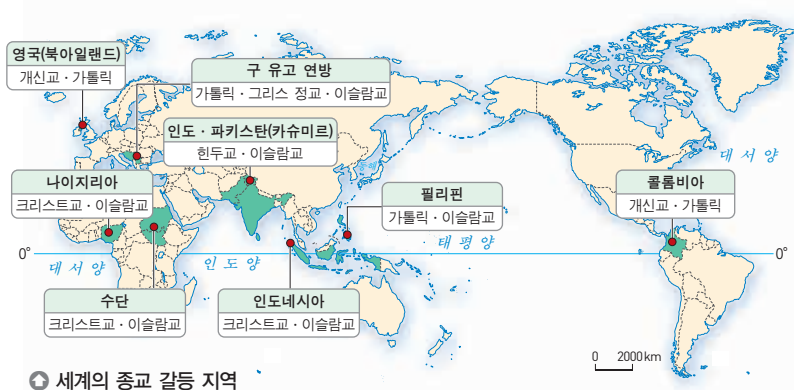 영국(북아일랜드)
개신교 · 가톨릭
구 유고 연방
가톨릭 · 그리스 정교 · 이슬람교
인도 · 파키스탄(카슈미르)
힌두교 · 이슬람교
나이지리아
크리스트교 · 이슬람교
필리핀
가톨릭 · 이슬람교
콜롬비아
개신교 · 가톨릭
수단
크리스트교 · 이슬람교
인도네시아
크리스트교 · 이슬람교
동해
대서양
태평양
0°
대서양
인도양
0°
0 2000km
세계의 종교 갈등 지역